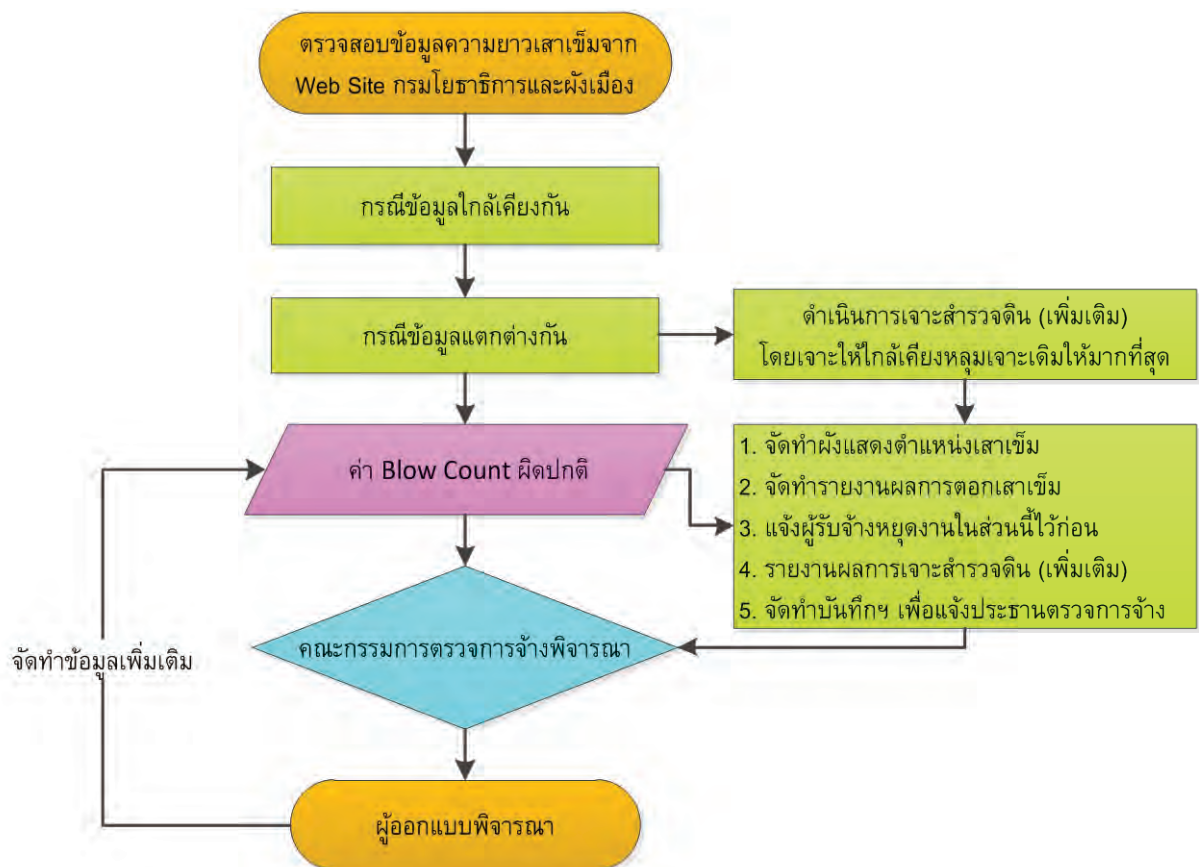 ตรวจสอบข้อมูลความยาวเสาเข็มจาก
Web Site กรมโยธาธิการและผังเมือง
กรณีข้อมูลใกล้เคียงกัน
กรณีข้อมูลแตกต่างกัน
ดำเนินการเจาะสำรวจดิน (เพิ่มเติม)
โดยเจาะให้ใกล้เคียงหลุมเจาะเดิมให้มากที่สุด
ค่า Blow Count ผิดปกติ
1. จัดทำผังแสดงตำแหน่งเสาเข็ม
2. จัดทำรายงานผลการตอกเสาเข็ม
3. แจ้งผู้รับจ้างหยุดงานในส่วนนี้ไว้ก่อน
4. รายงานผลการเจาะสำรวจดิน (เพิ่มเติม)
5. จัดทำบันทึกฯ เพื่อแจ้งประธานตรวจการจ้าง
คณะกรรมการตรวจการจ้างพิจารณา
จัดทำข้อมูลเพิ่มเติม
ผู้ออกแบบพิจารณา